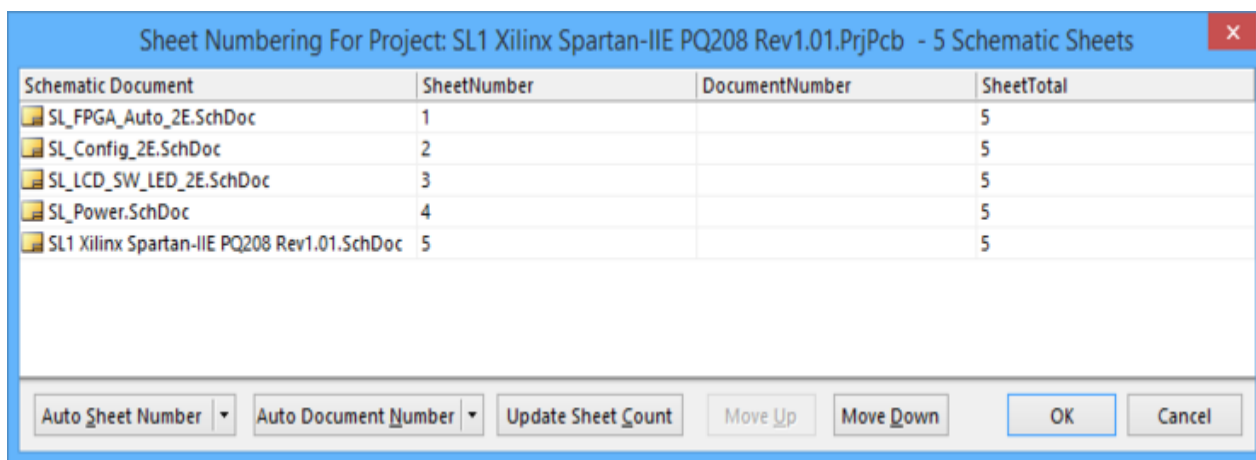 Sheet Numbering For Project: SL1 Xilinx Spartan-IIE PQ208 Rev1.01.PrjPcb - 5 Schematic Sheets x
Schematic Document SheetNumber DocumentNumber SheetTotal
SL_FPGA_Auto_2E.SchDoc 1 5
SL_Config_2E.SchDoc 2 5
SL_LCD_SW_LED_2E.SchDoc 3 5
SL_Power.SchDoc 4 5
SL1 Xilinx Spartan-IIE PQ208 Rev1.01.SchDoc 5 5
Auto Sheet Number Auto Document Number Update Sheet Count Move Up Move Down OK Cancel